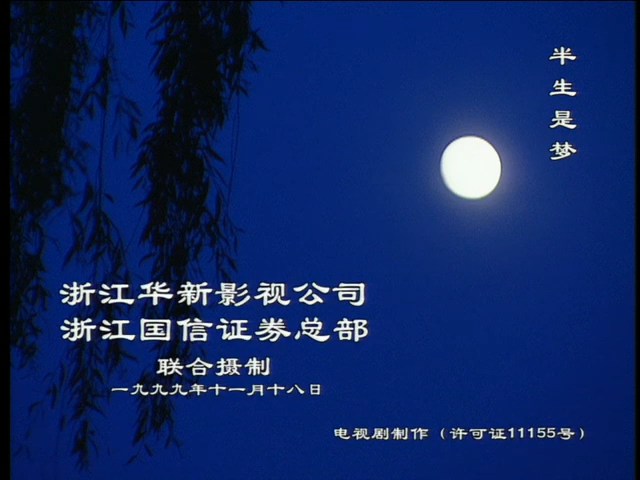 半生是梦
浙江华新影视公司
浙江国信证券总部
联合摄制
一九九九年十一月十八日
电视剧制作（许可证11155号）